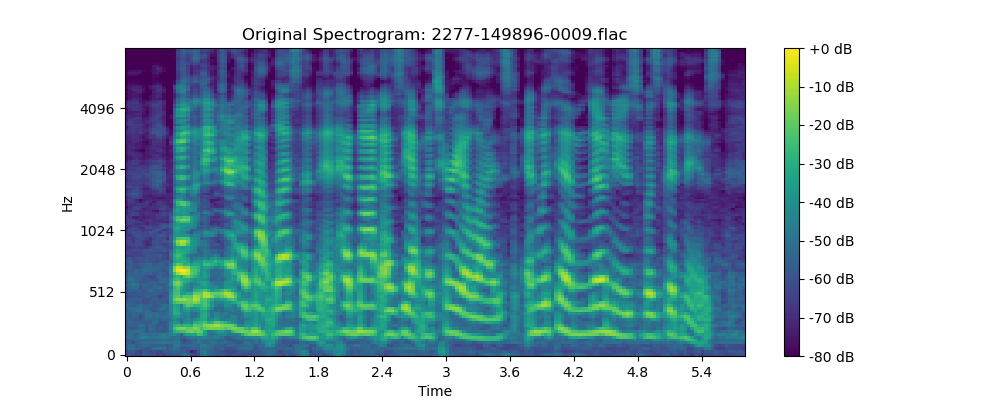 Original Spectrogram: 2277-149896-0009.flac
Hz
4096
2048
1024
512
0
0 0.6 1.2 1.8 2.4 3 3.6 4.2 4.8 5.4
Time
+0 dB
-10 dB
-20 dB
-30 dB
-40 dB
-50 dB
-60 dB
-70 dB
-80 dB